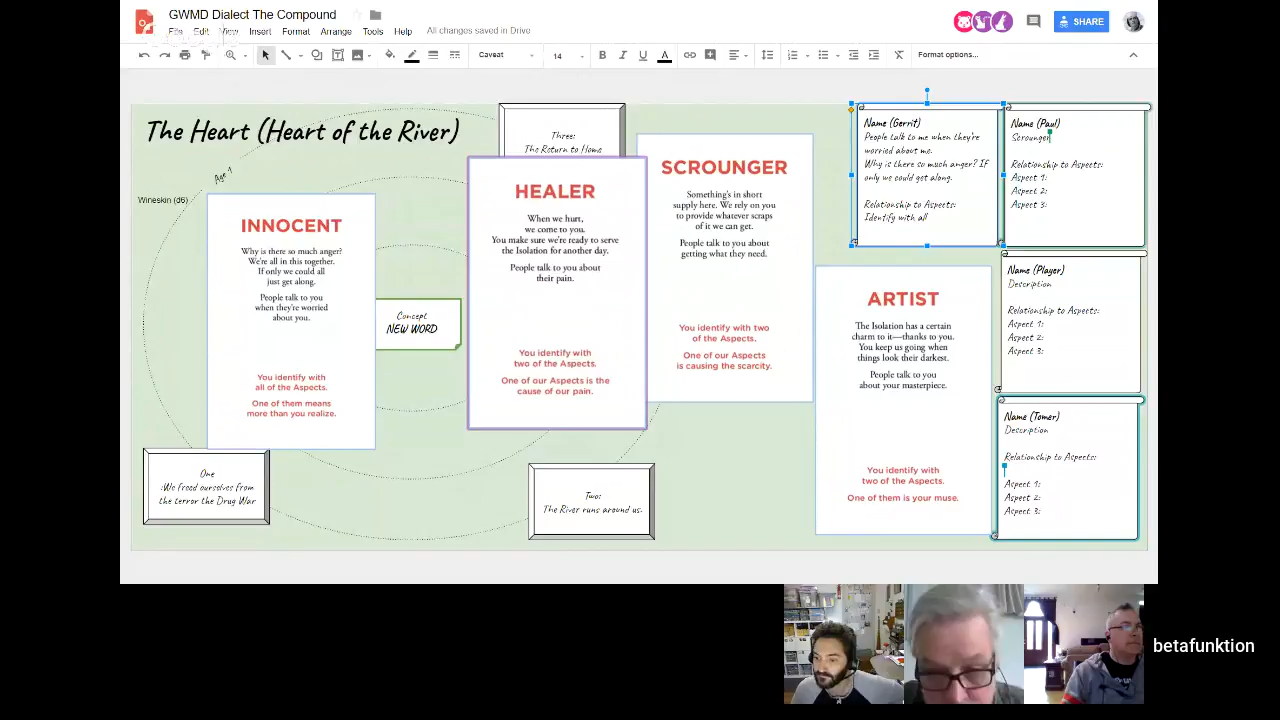 GWMD Dialect The Compound
File Edit View Insert Format Arrange Tools Help All changes saved in Drive
SHARE
Caveat 14 Format options...
The Heart (Heart of the River)
Age 1
Wineskin (d6)
Three:
The Return to Home
INNOCENT
Why is there so much anger?
We're all in this together.
If only we could all
just get along.
People talk to you
when they're worried
about you.
You identify with
all of the Aspects.
One of them means
more than you realize.
Concept
NEW WORD
HEALER
When we hurt,
we come to you.
You make sure we're ready to serve
the Isolation for another day.
People talk to you about
their pain.
You identify with
two of the Aspects.
One of our Aspects is the
cause of our pain.
SCROUNGER
Something's in short
supply here. We rely on you
to provide whatever scraps
of it we can get.
People talk to you about
getting what they need.
You identify with two
of the Aspects.
One of our Aspects
is causing the scarcity.
ARTIST
The Isolation has a certain
charm to it—thanks to you.
You keep us going when
things look their darkest.
People talk to you
about your masterpiece.
You identify with
two of the Aspects.
One of them is your muse.
Name (Gerrit)
People talk to me when they're
worried about me.
Why is there so much anger? If
only we could get along.
Relationship to Aspects:
Identify with all
Name (Paul)
Scrounger
Relationship to Aspects:
Aspect 1:
Aspect 2:
Aspect 3:
Name (Player)
Description
Relationship to Aspects:
Aspect 1:
Aspect 2:
Aspect 3:
Name (Tomer)
Description
Relationship to Aspects:
Aspect 1:
Aspect 2:
Aspect 3:
One
:We freed ourselves from
the terror the Drug War
Two:
The River runs around us.
betafunktion